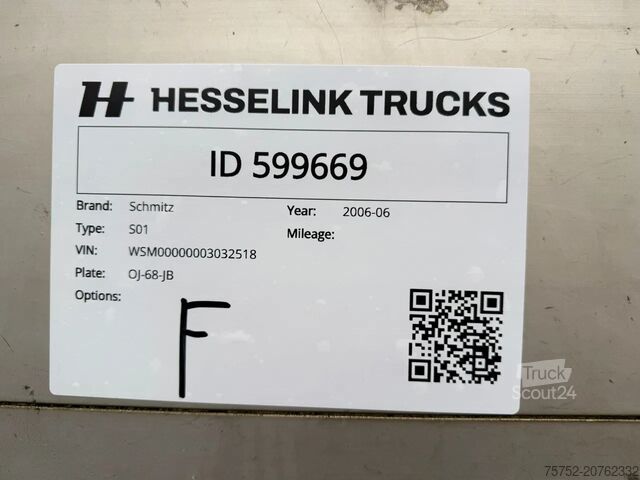 H HESSELINK TRUCKS
ID 599669
Brand: Schmitz
Year: 2006-06
Type: S01
Mileage:
VIN: WSM00000003032518
Plate: OJ-68-JB
Options:
F
Truck
Scout24
75752-20762332